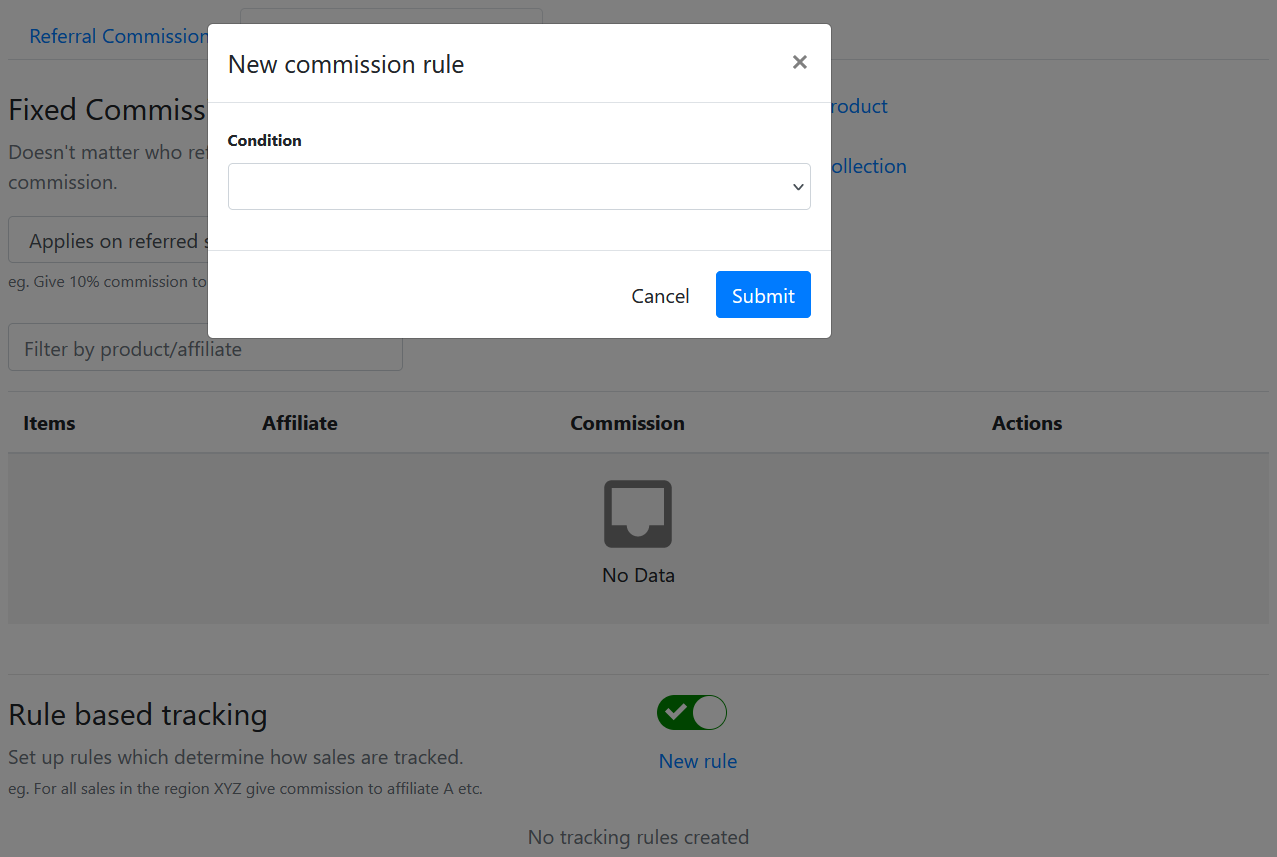 Referral Commission
New commission rule
×
Fixed Commiss
roduct
Condition
Doesn't matter who ref
commission.
ollection
Applies on referred s
eg. Give 10% commission to
Cancel
Submit
Filter by product/affiliate
Items Affiliate Commission Actions
No Data
Rule based tracking
Set up rules which determine how sales are tracked.
New rule
eg. For all sales in the region XYZ give commission to affiliate A etc.
No tracking rules created